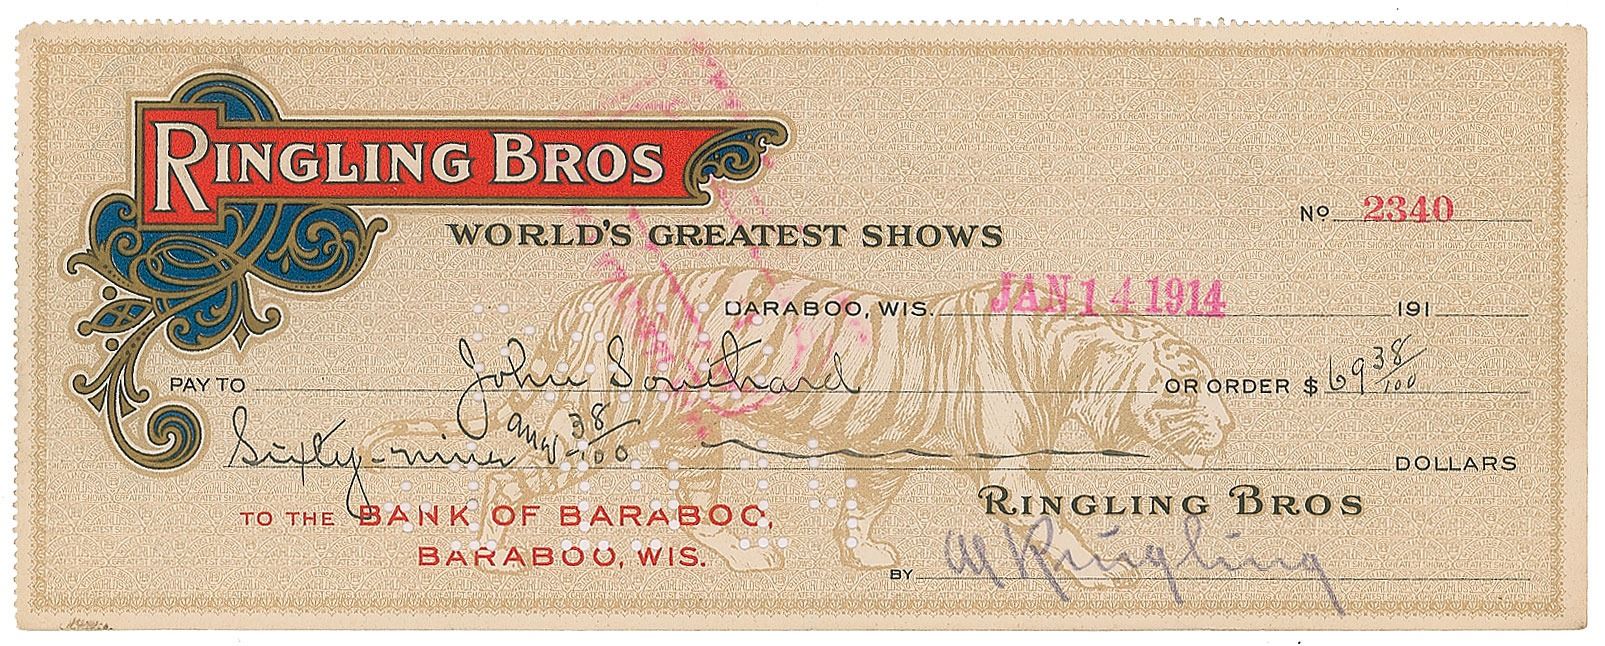 RINGLING BROS
WORLD'S GREATEST SHOWS
No 2340
BARABOO, WIS. JAN 14 1914 191
PAY TO John Southard OR ORDER $ 69 38/100
Sixty-nine and 38/100 DOLLARS
TO THE BANK OF BARABOO,
BARABOO, WIS.
RINGLING BROS
BY Al Ringling